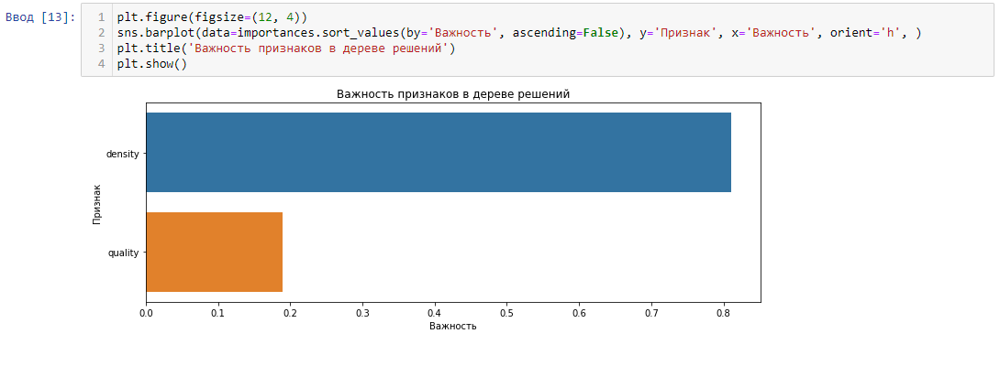 Ввод [13]:
1 plt.figure(figsize=(12, 4))
2 sns.barplot(data=importances.sort_values(by='Важность', ascending=False), y='Признак', x='Важность', orient='h', )
3 plt.title('Важность признаков в дереве решений')
4 plt.show()
Важность признаков в дереве решений
density
Признак
quality
0.0 0.1 0.2 0.3 0.4 0.5 0.6 0.7 0.8
Важность